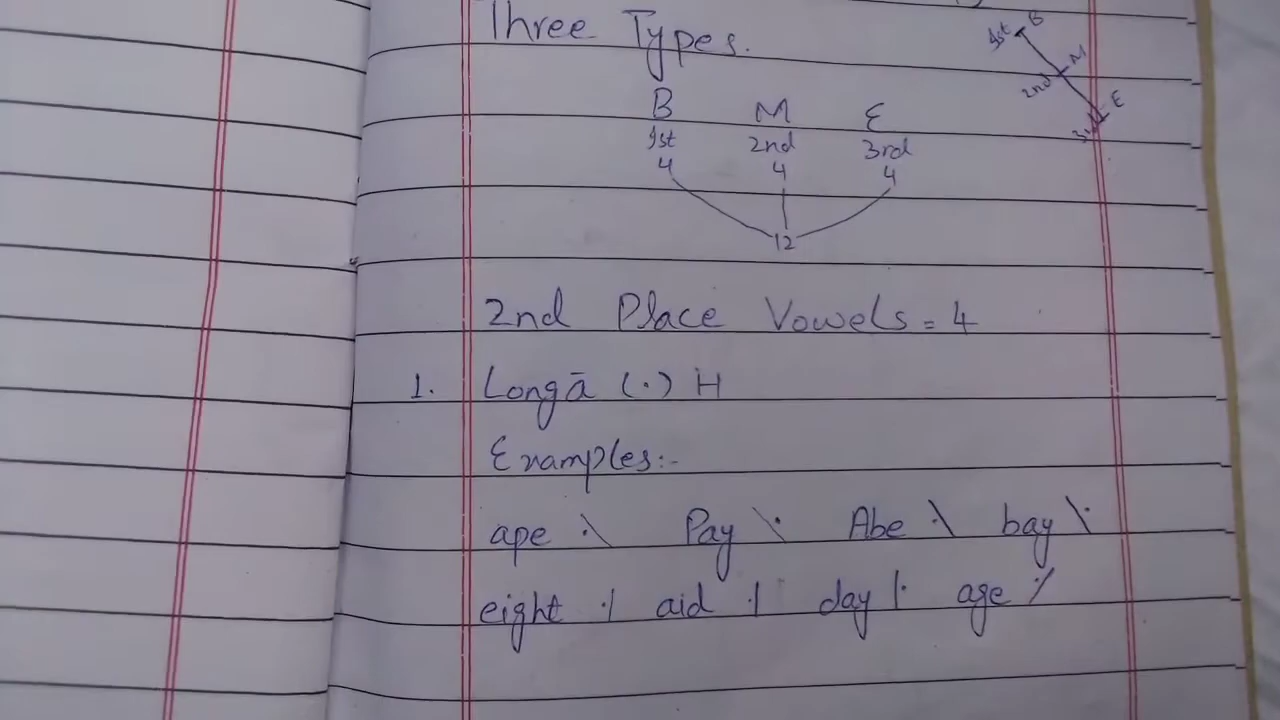 Three Types.
B M E
1st 2nd 3rd
4 4 4
12
1st B
2nd M
E
2nd Place Vowels = 4
1. Long ā (.) H
Examples:-
ape .\ Pay \. Abe .\ bay \.
eight .| aid .| day |. age ./